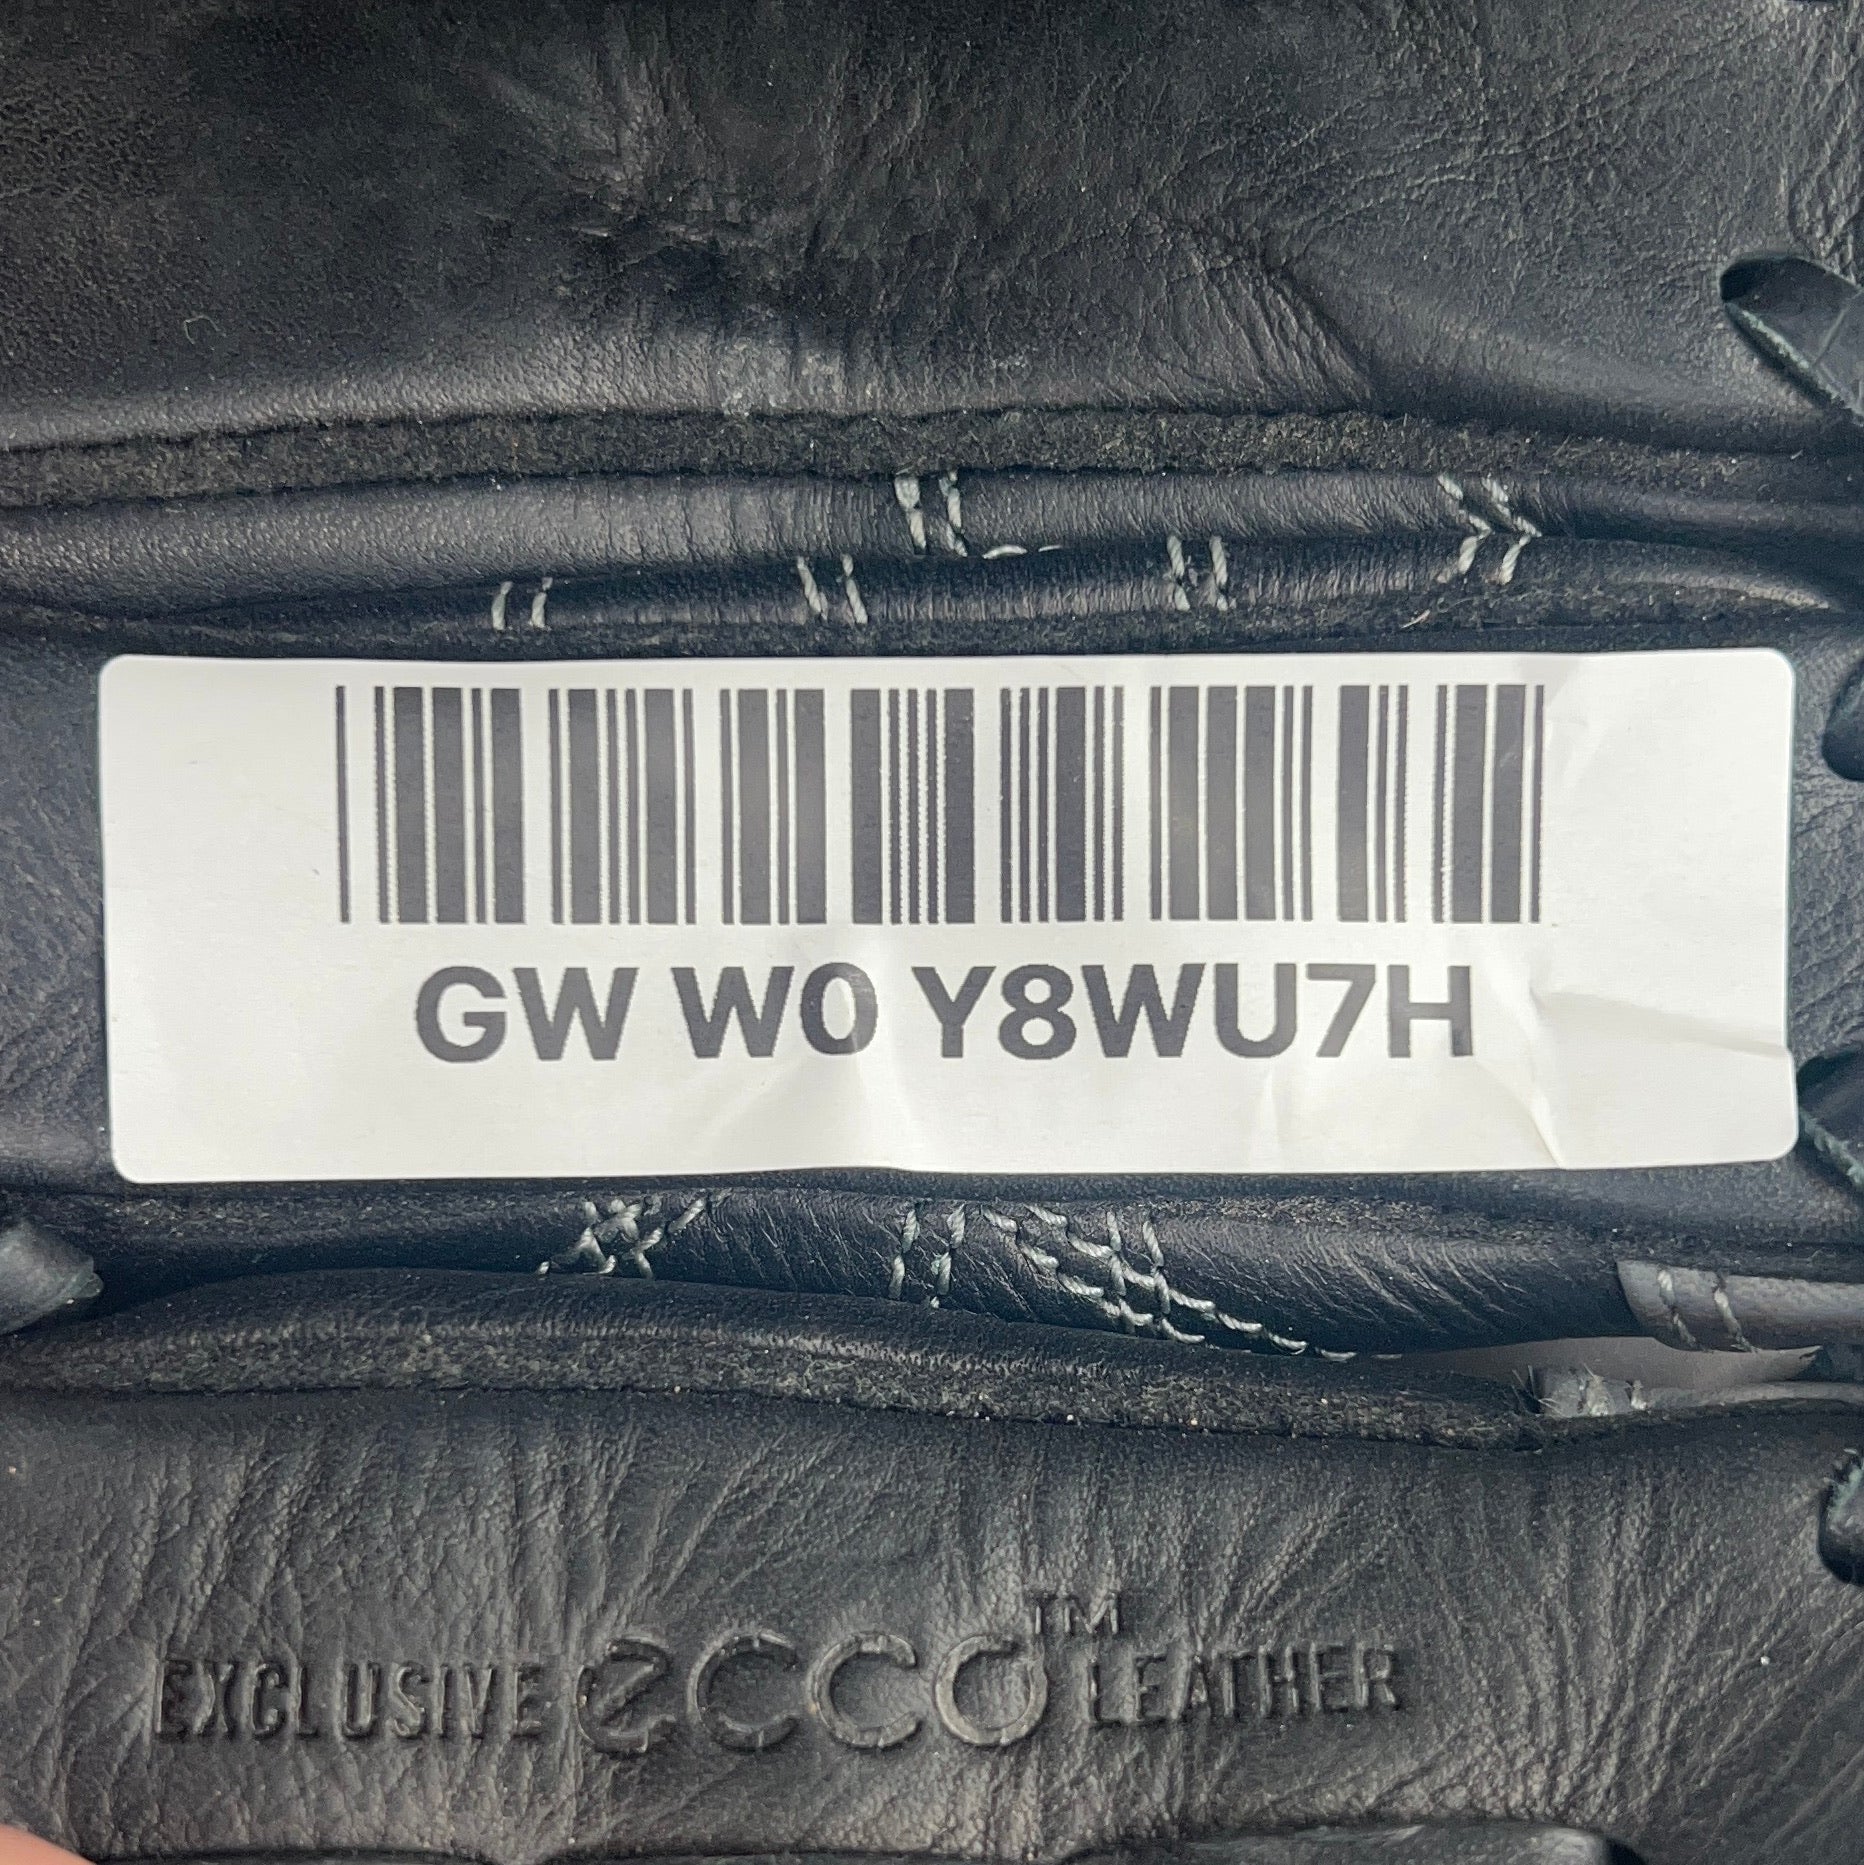 GW W0 Y8WU7H
EXCLUSIVE ecco™ LEATHER